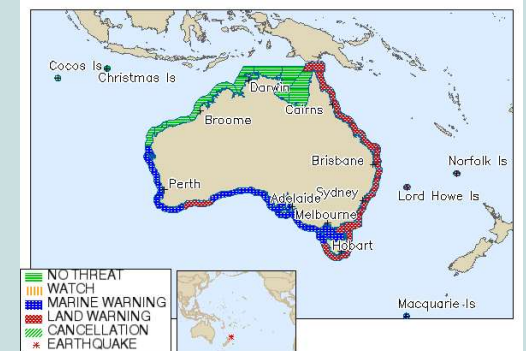 Cocos Is
Christmas Is
Darwin
Cairns
Broome
Brisbane
Norfolk Is
Perth
Adelaide
Sydney
Lord Howe Is
Melbourne
Hobart
Macquarie Is
NO THREAT
WATCH
MARINE WARNING
LAND WARNING
CANCELLATION
EARTHQUAKE